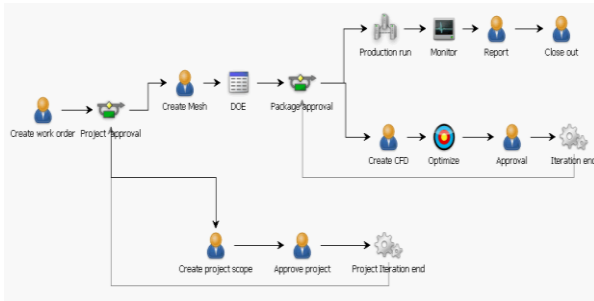 Production run
Monitor
Report
Close out
Create Mesh
DOE
Package approval
Create work order
Project approval
Create CFD
Optimize
Approval
Iteration end
Create project scope
Approve project
Project Iteration end